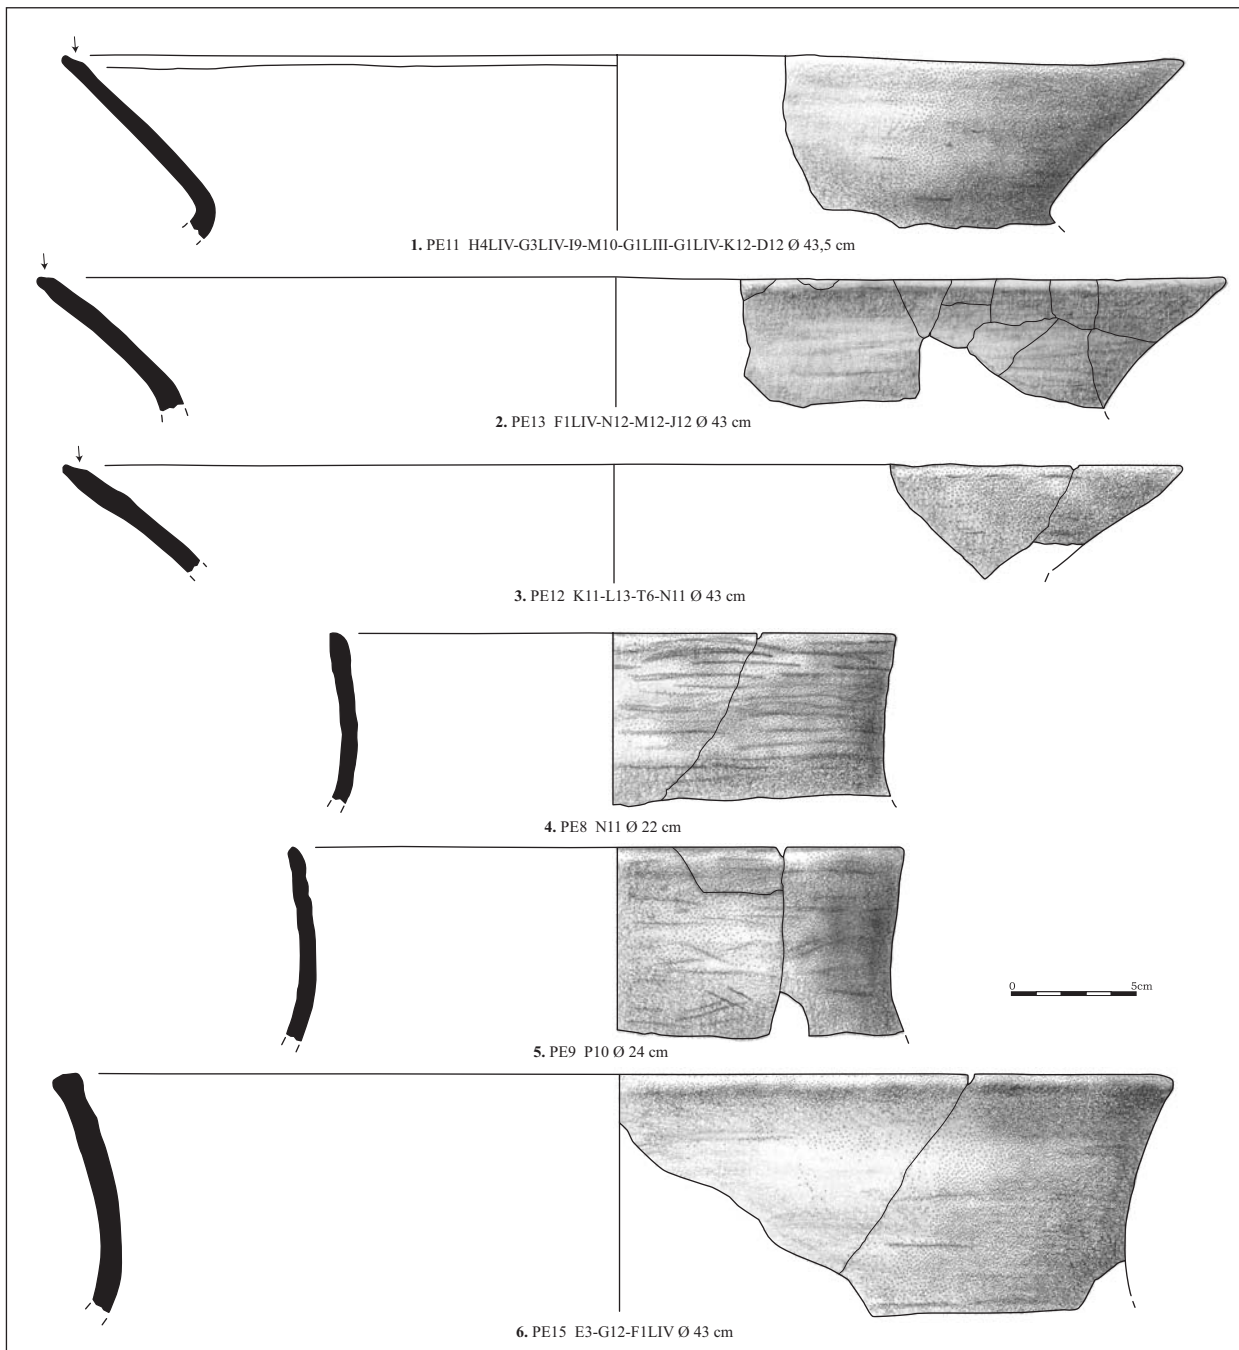 1. PE11 H4LIV-G3LIV-I9-M10-G1LIII-G1LIV-K12-D12 Ø 43,5 cm
2. PE13 F1LIV-N12-M12-J12 Ø 43 cm
3. PE12 K11-L13-T6-N11 Ø 43 cm
4. PE8 N11 Ø 22 cm
0 5cm
5. PE9 P10 Ø 24 cm
6. PE15 E3-G12-F1LIV Ø 43 cm